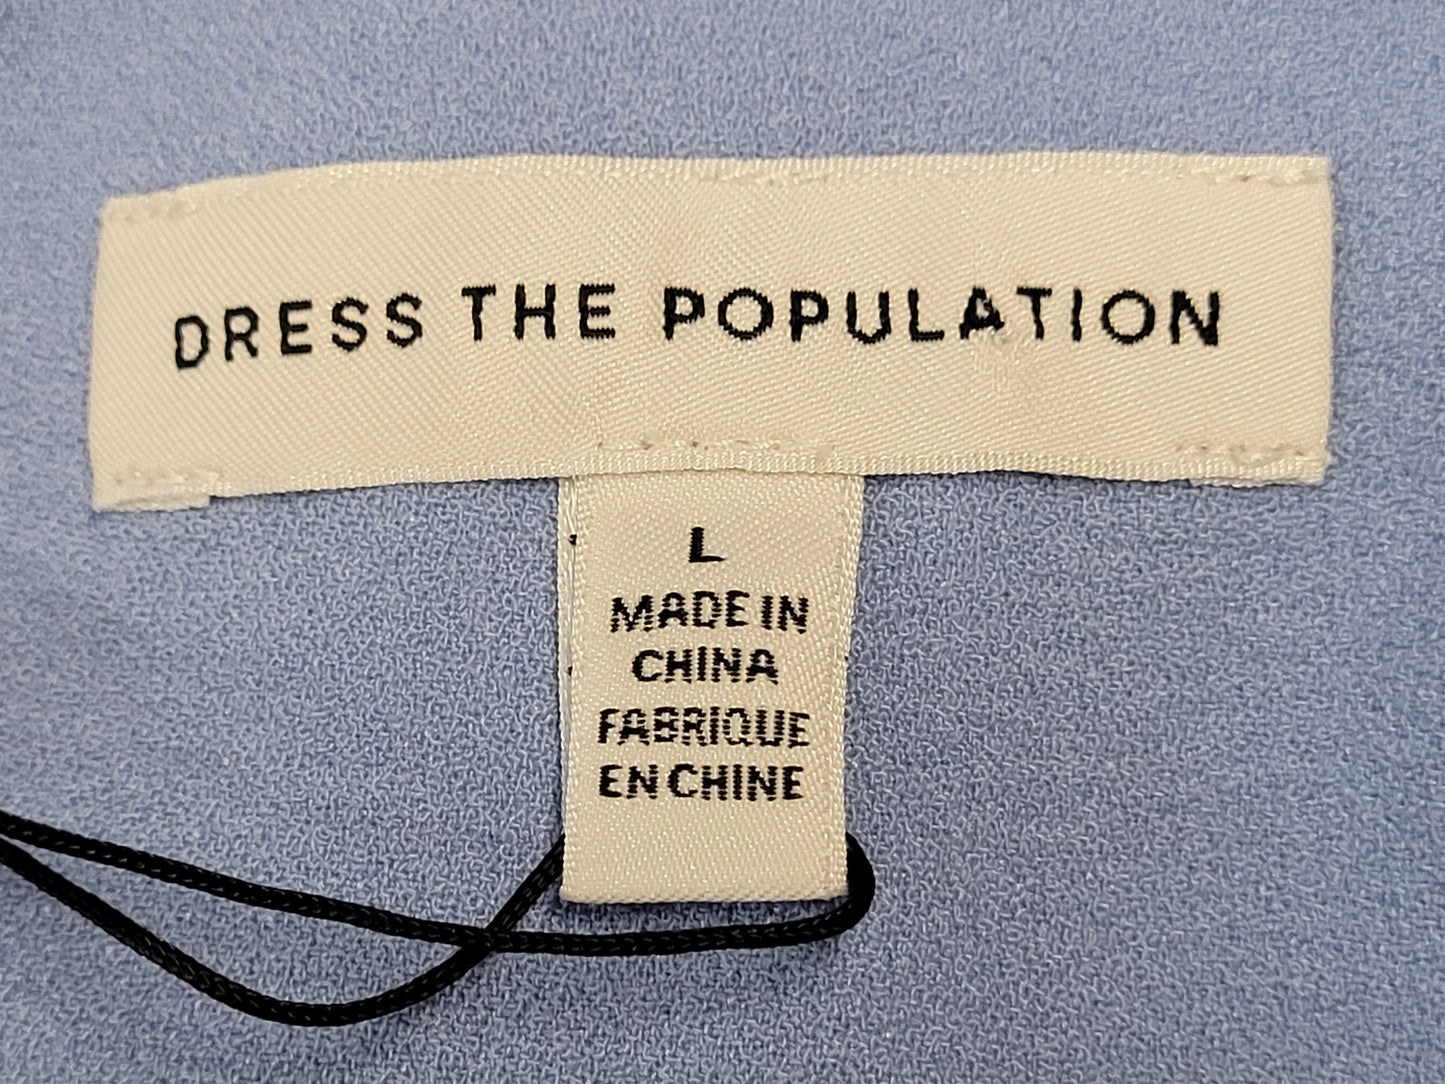 DRESS THE POPULATION
L
MADE IN
CHINA
FABRIQUE
EN CHINE